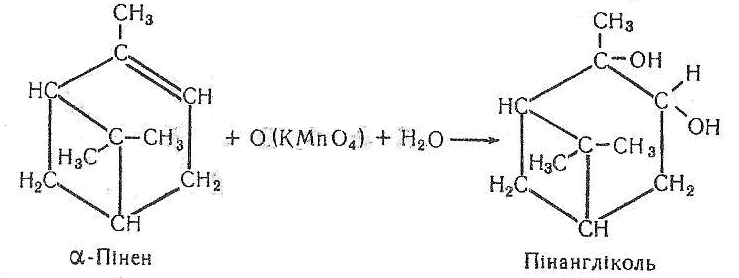 CH₃
C
HC
CH
C–CH₃
H₃C
H₂C
CH₂
CH
α-Пінен
+ O (KMnO₄) + H₂O →
CH₃
C–OH
H
HC
C
OH
C–CH₃
H₃C
H₂C
CH₂
CH
Пінангліколь